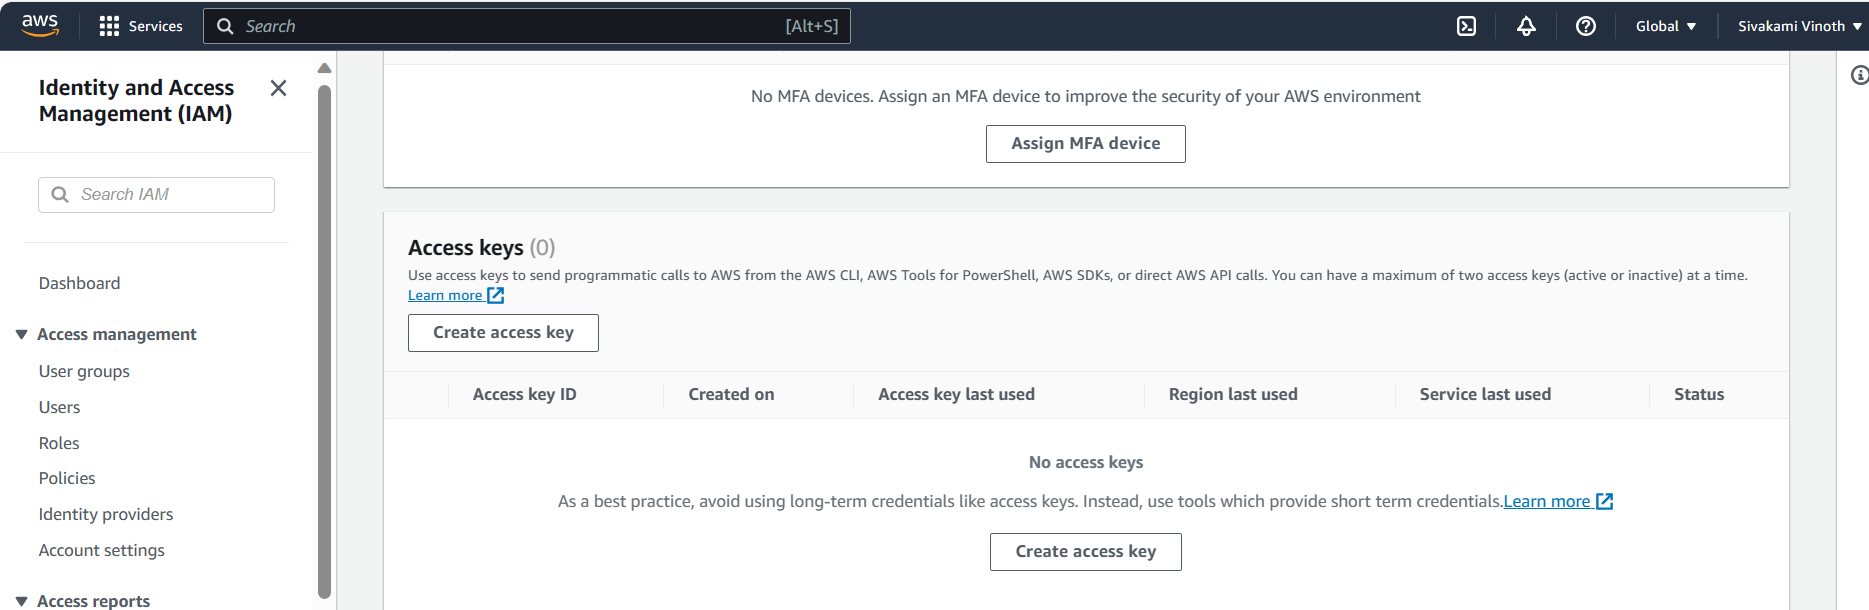 aws
Services
Search
[Alt+S]
Global
Sivakami Vinoth
Identity and Access
Management (IAM)
Search IAM
Dashboard
Access management
User groups
Users
Roles
Policies
Identity providers
Account settings
Access reports
No MFA devices. Assign an MFA device to improve the security of your AWS environment
Assign MFA device
Access keys (0)
Use access keys to send programmatic calls to AWS from the AWS CLI, AWS Tools for PowerShell, AWS SDKs, or direct AWS API calls. You can have a maximum of two access keys (active or inactive) at a time.
Learn more
Create access key
Access key ID
Created on
Access key last used
Region last used
Service last used
Status
No access keys
As a best practice, avoid using long-term credentials like access keys. Instead, use tools which provide short term credentials.Learn more
Create access key